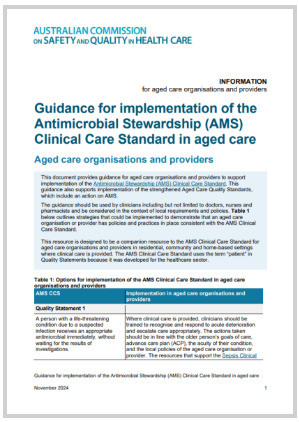 AUSTRALIAN COMMISSION
ON SAFETY AND QUALITY IN HEALTH CARE
INFORMATION
for aged care organisations and providers
Guidance for implementation of the
Antimicrobial Stewardship (AMS)
Clinical Care Standard in aged care
Aged care organisations and providers
This document provides guidance for aged care organisations and providers to support
implementation of the Antimicrobial Stewardship (AMS) Clinical Care Standard. This
guidance also supports implementation of the strengthened Aged Care Quality Standards,
which include an action on AMS.
The guidance should be used by clinicians including but not limited to doctors, nurses and
pharmacists and be considered in the context of local requirements and policies. Table 1
below outlines strategies that could be implemented to demonstrate that an aged care
organisation or provider has policies and practices in place consistent with the AMS Clinical
Care Standard.
This resource is designed to be a companion resource to the AMS Clinical Care Standard for
aged care organisations and providers in residential, community and home-based settings
where clinical care is provided. The AMS Clinical Care Standard uses the term "patient" in
Quality Statements because it was developed for the healthcare sector.
Table 1: Options for implementation of the AMS Clinical Care Standard in aged care
organisations and providers
AMS CCS
Implementation in aged care organisations and
providers
Quality Statement 1
A person with a life-threatening
condition due to a suspected
infection receives an appropriate
antimicrobial immediately, without
waiting for the results of
investigations.
Where clinical care is provided, clinicians should be
trained to recognise and respond to acute deterioration
and escalate care appropriately. The actions taken
should be in line with the older person's goals of care,
advance care plan (ACP), the acuity of their condition,
and the local policies of the aged care organisation or
provider. The resources that support the Sepsis Clinical
Guidance for implementation of the Antimicrobial Stewardship (AMS) Clinical Care Standard in aged care
November 2024
1